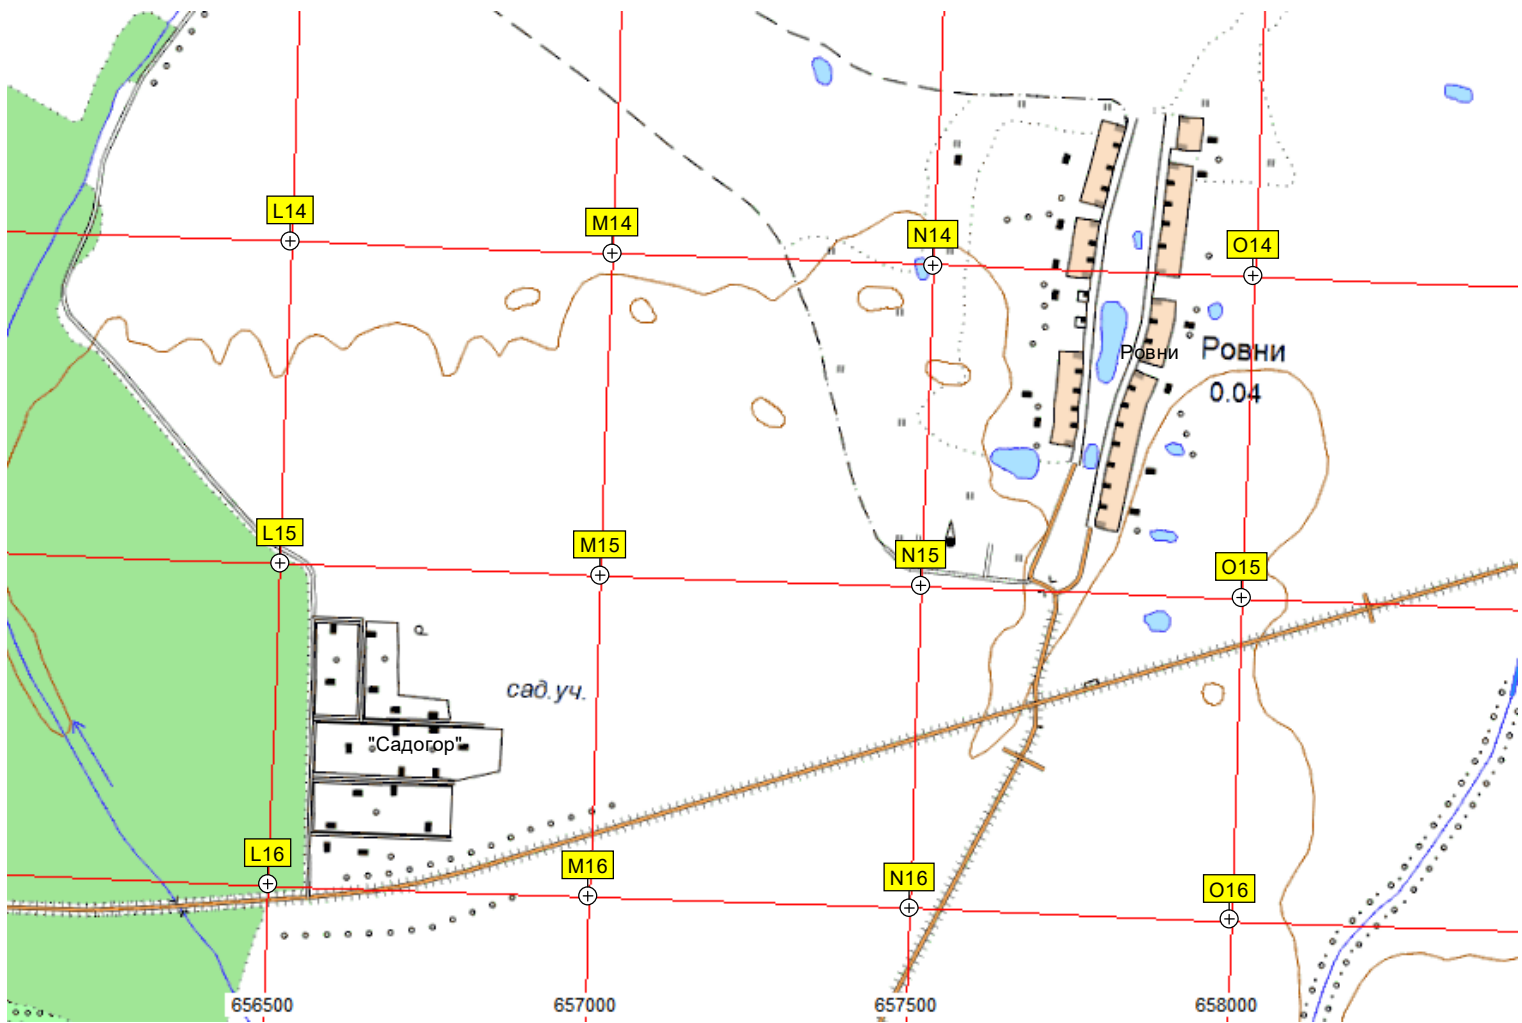 L14
M14
N14
O14
Ровни
Ровни
0.04
L15
M15
N15
O15
сад.уч.
"Садогор"
L16
M16
N16
O16
656500
657000
657500
658000